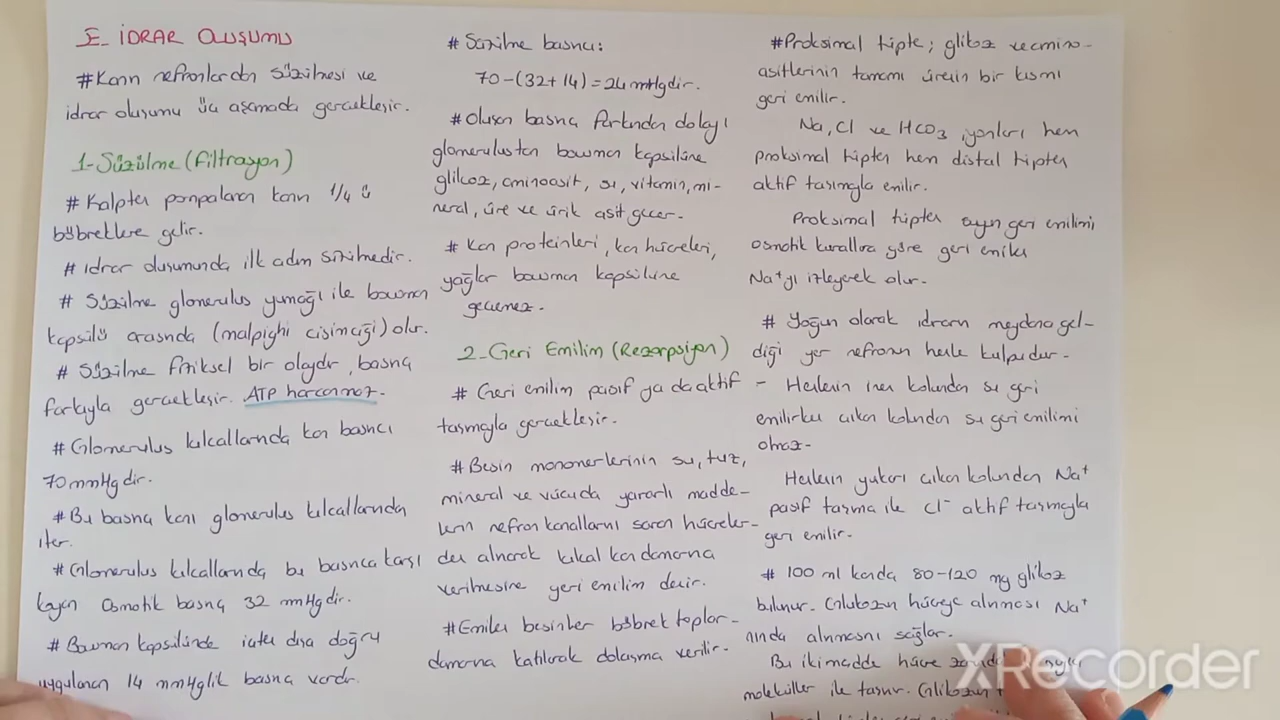 I. İDRAR OLUŞUMU
#Kanın nefronlardan süzülmesi ve
idrar oluşumu üç aşamada gerçekleşir.
1-Süzülme (Filtrasyon)
# Kalpten pompalanan kanın 1/4 ü
böbreklere gelir.
# İdrar oluşumunda ilk adım süzülmedir.
# Süzülme glomerulus yumağı ile bowman
kapsülü arasında (malpighi cisimciği) olur.
# Süzülme fiziksel bir olaydır, basınç
farkıyla gerçekleşir. ATP harcanmaz.
#Glomerulus kılcallarında kan basıncı
70 mmHg dir.
#Bu basınç kanı glomerulus kılcallarında
iter.
#Glomerulus kılcallarında bu basınca karşı
koyan Osmotik basınç 32 mmHg dir.
#Bowman kapsülünde içten dışa doğru
uygulanan 14 mmHg lik basınç vardır.
# Süzülme basıncı:
70-(32+14)=24 mmHg dir.
#Oluşan basınç farkından dolayı
glomerulustan bowman kapsülüne
glikoz, aminoasit, su, vitamin, mi-
neral, üre ve ürik asit geçer.
# Kan proteinleri, kan hücreleri,
yağlar bowman kapsülüne
geçemez.
2-Geri Emilim (Rezorpsiyon)
# Geri emilim pasif ya da aktif
taşımayla gerçekleşir.
#Besin monomerlerinin su, tuz,
mineral ve vücuda yararlı madde-
lerin nefron kanallarını saran hücreler-
den alınarak kılcal kan damarına
verilmesine geri emilim denir.
#Emilen besinler böbrek toplar-
damarına katılarak dolaşıma verilir.
#Proksimal tüpte; glikoz ve amino-
asitlerinin tamamı ürenin bir kısmı
geri emilir.
Na, Cl ve HCO3 iyonları hem
proksimal tüpten hem distal tüpten
aktif taşımayla emilir.
Proksimal tüpten suyun geri emilimi,
osmotik kurallara göre geri emilen
Na+yı izleyerek olur.
# Yoğun olarak idrarın meydana gel-
diği yer nefronun henle kulpudur.
- Henlenin inen kolundan su geri
emilirken çıkan kolundan su geri emilimi
olmaz.
Henlenin yukarı çıkan kolundan Na+
pasif taşıma ile Cl- aktif taşımayla
geri emilir.
# 100 ml kanda 80-120 mg glikoz
bulunur. Glukozun hücreye alınması Na+
nında alınmasını sağlar.
Bu iki madde hücre
moleküller ile taşınır. Glikozun
XRecorder